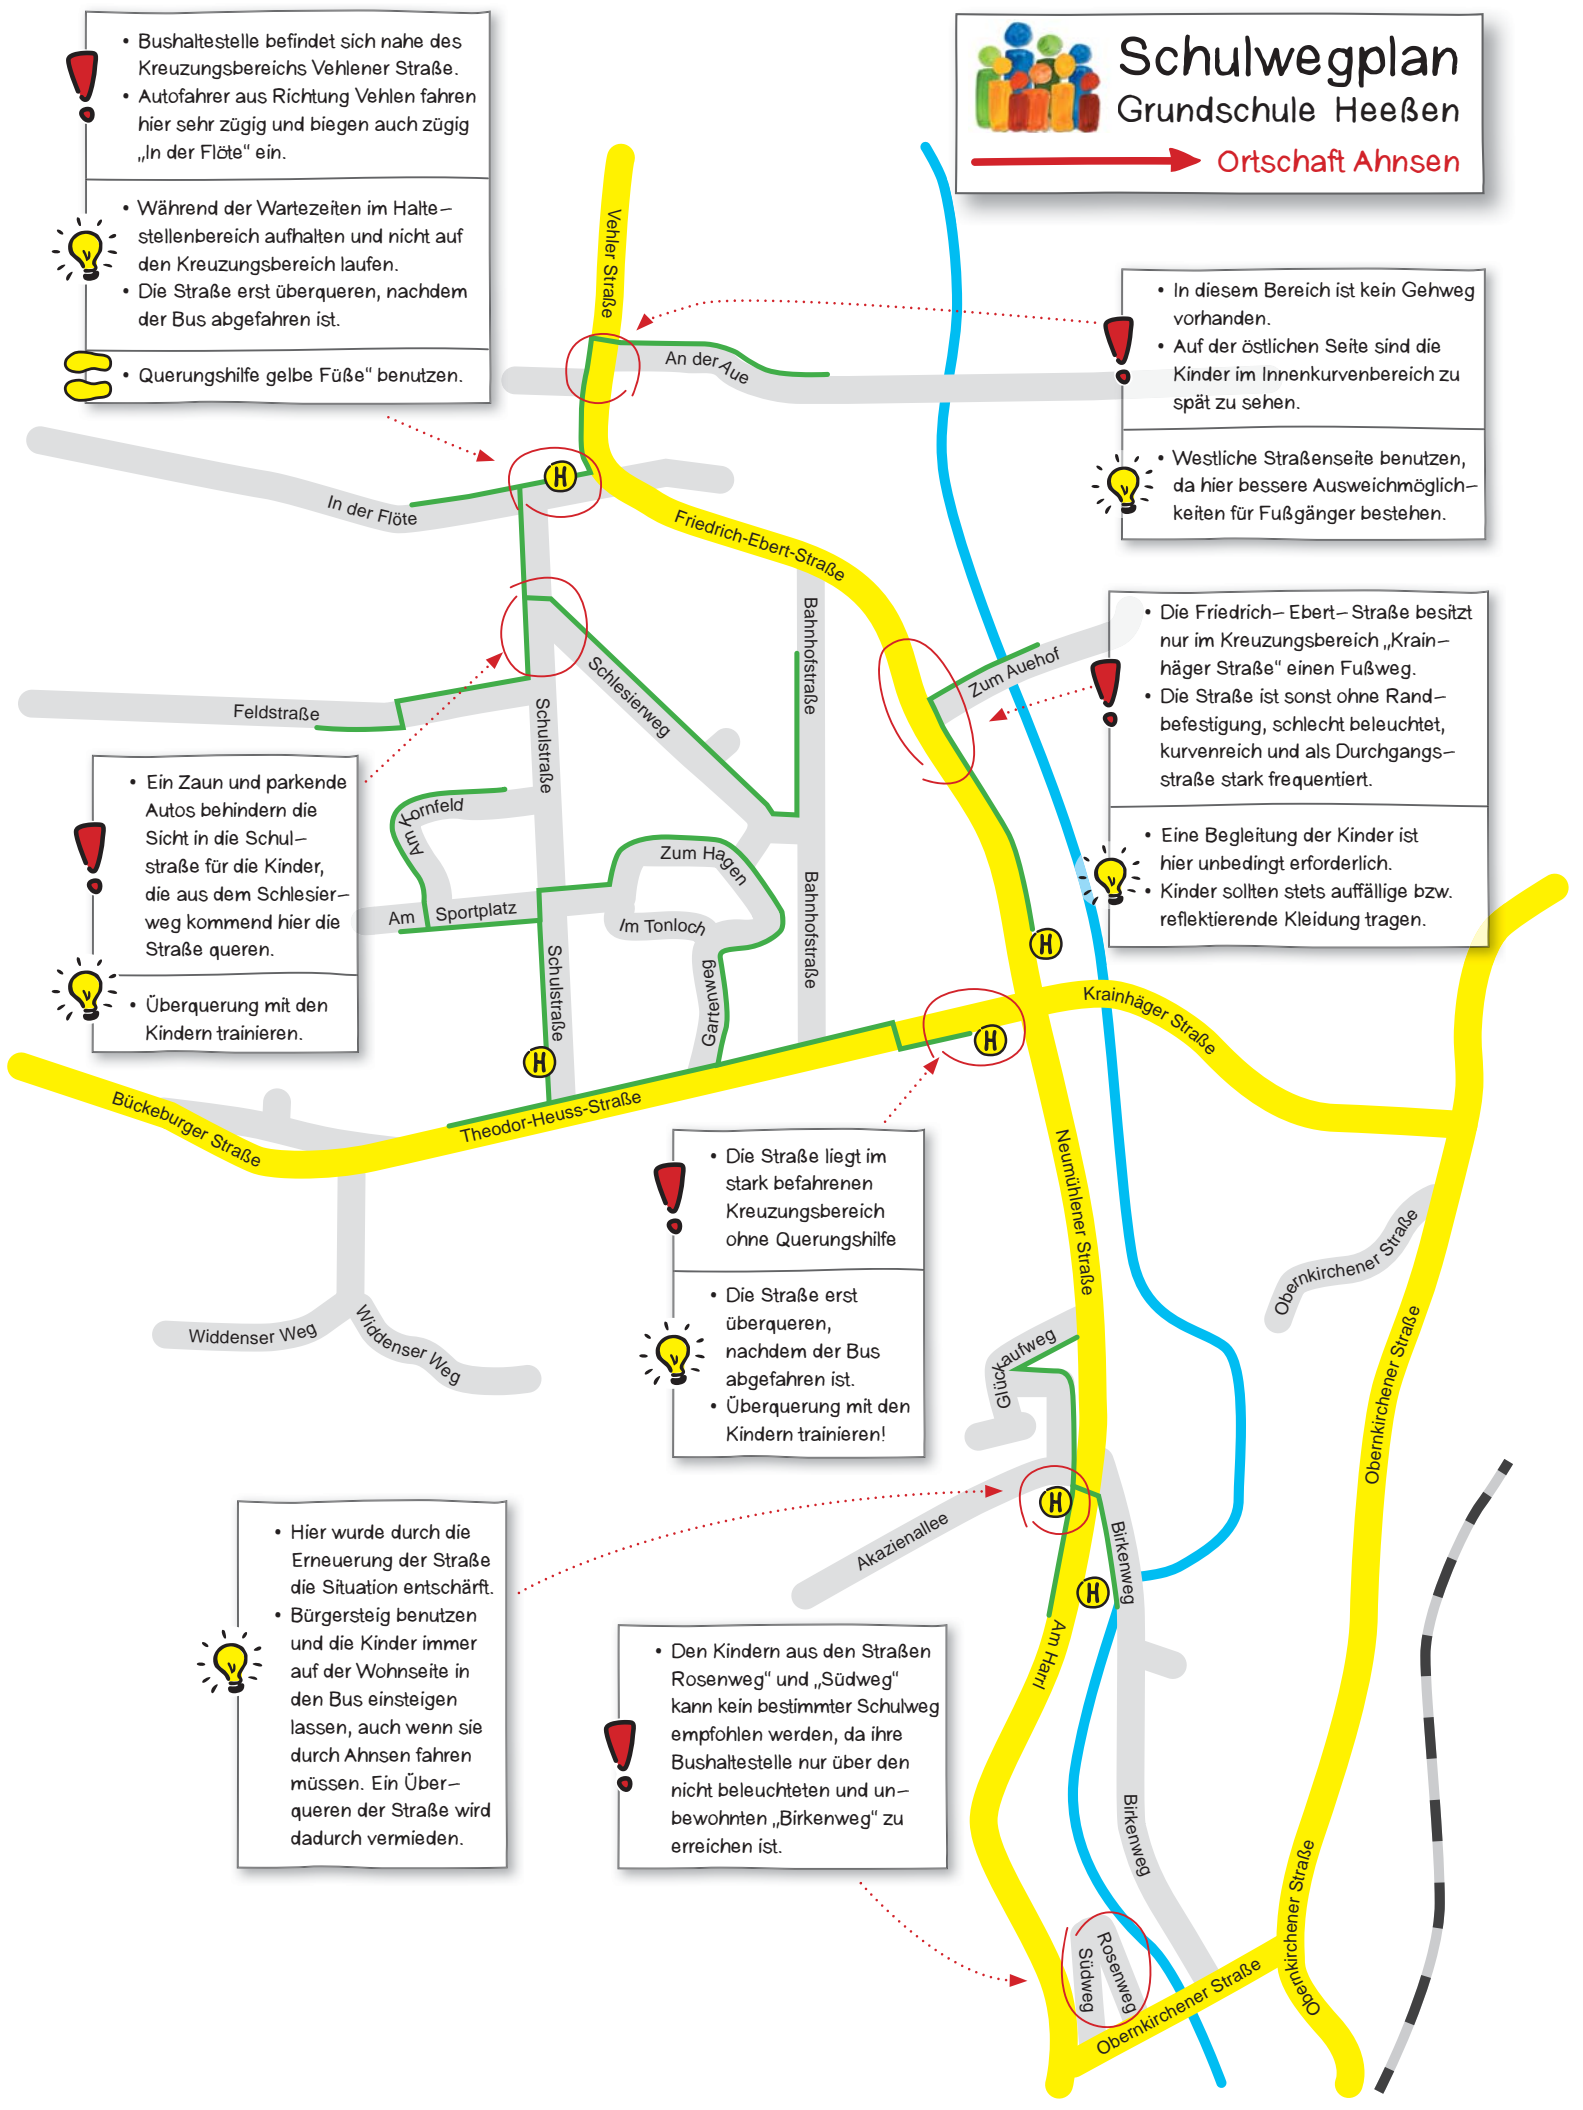 Schulwegplan
Grundschule Heeßen
Ortschaft Ahnsen
• Bushaltestelle befindet sich nahe des
Kreuzungsbereichs Vehlener Straße.
• Autofahrer aus Richtung Vehlen fahren
hier sehr zügig und biegen auch zügig
„In der Flöte“ ein.
• Während der Wartezeiten im Halte–
stellenbereich aufhalten und nicht auf
den Kreuzungsbereich laufen.
• Die Straße erst überqueren, nachdem
der Bus abgefahren ist.
• Querungshilfe gelbe Füße“ benutzen.
• In diesem Bereich ist kein Gehweg
vorhanden.
• Auf der östlichen Seite sind die
Kinder im Innenkurvenbereich zu
spät zu sehen.
• Westliche Straßenseite benutzen,
da hier bessere Ausweichmöglich–
keiten für Fußgänger bestehen.
• Die Friedrich– Ebert– Straße besitzt
nur im Kreuzungsbereich „Krain–
häger Straße“ einen Fußweg.
• Die Straße ist sonst ohne Rand–
befestigung, schlecht beleuchtet,
kurvenreich und als Durchgangs–
straße stark frequentiert.
• Eine Begleitung der Kinder ist
hier unbedingt erforderlich.
• Kinder sollten stets auffällige bzw.
reflektierende Kleidung tragen.
• Ein Zaun und parkende
Autos behindern die
Sicht in die Schul–
straße für die Kinder,
die aus dem Schlesier–
weg kommend hier die
Straße queren.
• Überquerung mit den
Kindern trainieren.
• Die Straße liegt im
stark befahrenen
Kreuzungsbereich
ohne Querungshilfe
• Die Straße erst
überqueren,
nachdem der Bus
abgefahren ist.
• Überquerung mit den
Kindern trainieren!
• Hier wurde durch die
Erneuerung der Straße
die Situation entschärft.
• Bürgersteig benutzen
und die Kinder immer
auf der Wohnseite in
den Bus einsteigen
lassen, auch wenn sie
durch Ahnsen fahren
müssen. Ein Über–
queren der Straße wird
dadurch vermieden.
• Den Kindern aus den Straßen
Rosenweg“ und „Südweg“
kann kein bestimmter Schulweg
empfohlen werden, da ihre
Bushaltestelle nur über den
nicht beleuchteten und un–
bewohnten „Birkenweg“ zu
erreichen ist.
Vehler Straße
An der Aue
H
In der Flöte
Friedrich-Ebert-Straße
Bahnhofstraße
Zum Auehof
Schlesierweg
Feldstraße
Schulstraße
Am Kornfeld
Zum Hagen
Am Sportplatz
Im Tonloch
Bahnhofstraße
H
Schulstraße
Gartenweg
Krainhäger Straße
H
H
Bückeburger Straße
Theodor-Heuss-Straße
Neumühlener Straße
Obernkirchener Straße
Widdenser Weg
Widdenser Weg
Glückaufweg
Obernkirchener Straße
H
Akazienallee
Birkenweg
H
Am Harrl
Birkenweg
Obernkirchener Straße
Südweg
Rosenweg
Obernkirchener Straße